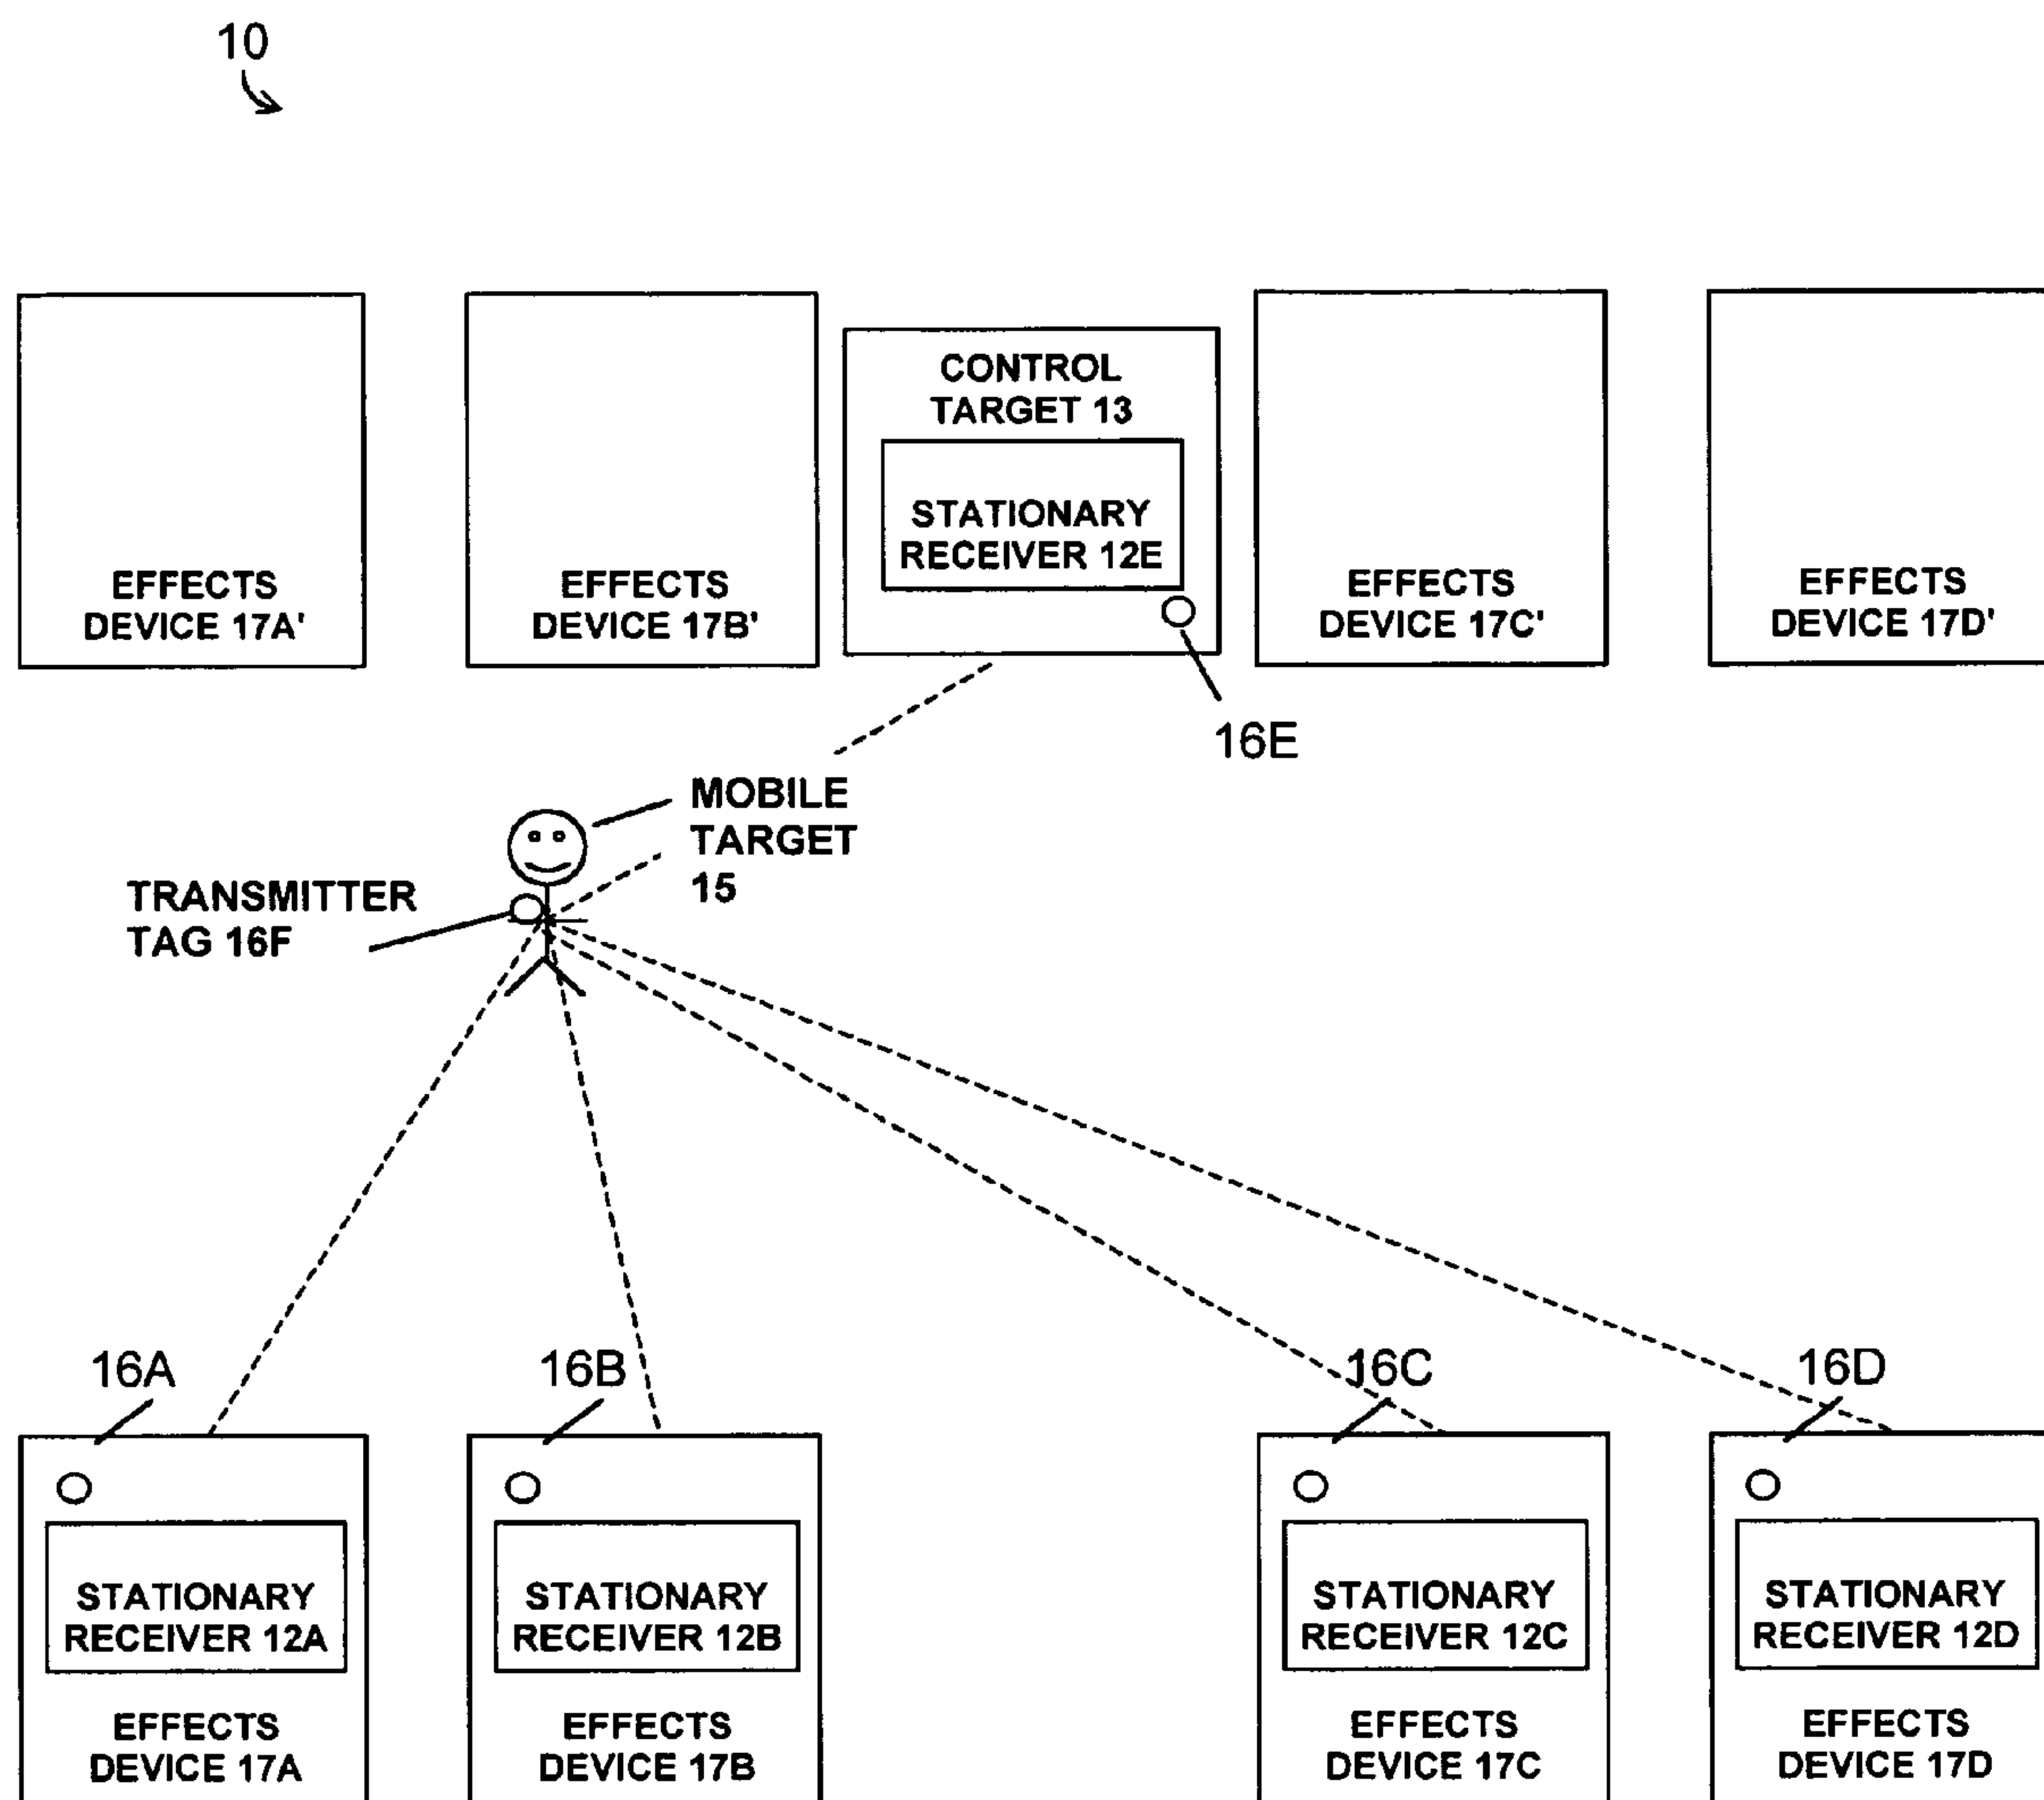 10
CONTROL
TARGET 13
STATIONARY
RECEIVER 12E
EFFECTS
DEVICE 17A'
EFFECTS
DEVICE 17B'
EFFECTS
DEVICE 17C'
EFFECTS
DEVICE 17D'
16E
MOBILE
TARGET
15
TRANSMITTER
TAG 16F
16A
16B
16C
16D
STATIONARY
RECEIVER 12A
EFFECTS
DEVICE 17A
STATIONARY
RECEIVER 12B
EFFECTS
DEVICE 17B
STATIONARY
RECEIVER 12C
EFFECTS
DEVICE 17C
STATIONARY
RECEIVER 12D
EFFECTS
DEVICE 17D